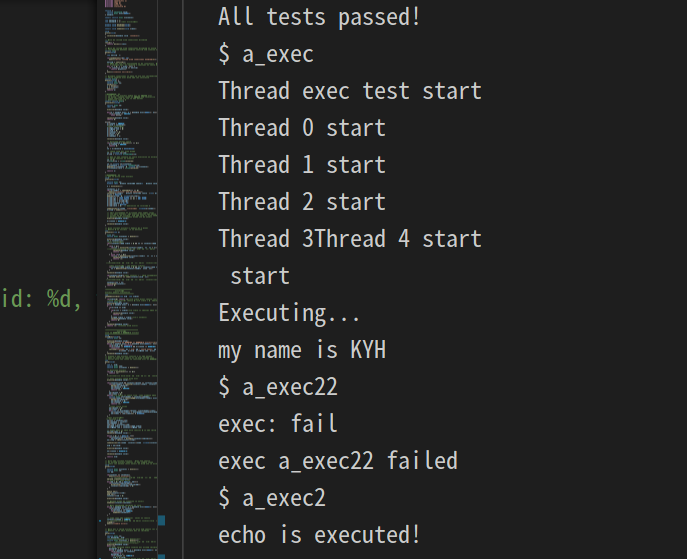 All tests passed!
$ a_exec
Thread exec test start
Thread 0 start
Thread 1 start
Thread 2 start
Thread 3Thread 4 start
 start
id: %d,
Executing...
my name is KYH
$ a_exec22
exec: fail
exec a_exec22 failed
$ a_exec2
echo is executed!